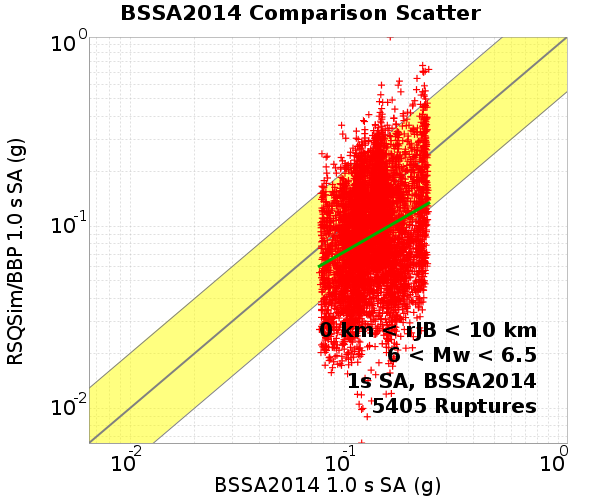 BSSA2014 Comparison Scatter
RSQSim/BBP 1.0 s SA (g)
10^0
10^-1
10^-2
0 km < rJB < 10 km
6 < Mw < 6.5
1s SA, BSSA2014
5405 Ruptures
10^-2 10^-1 10^0
BSSA2014 1.0 s SA (g)